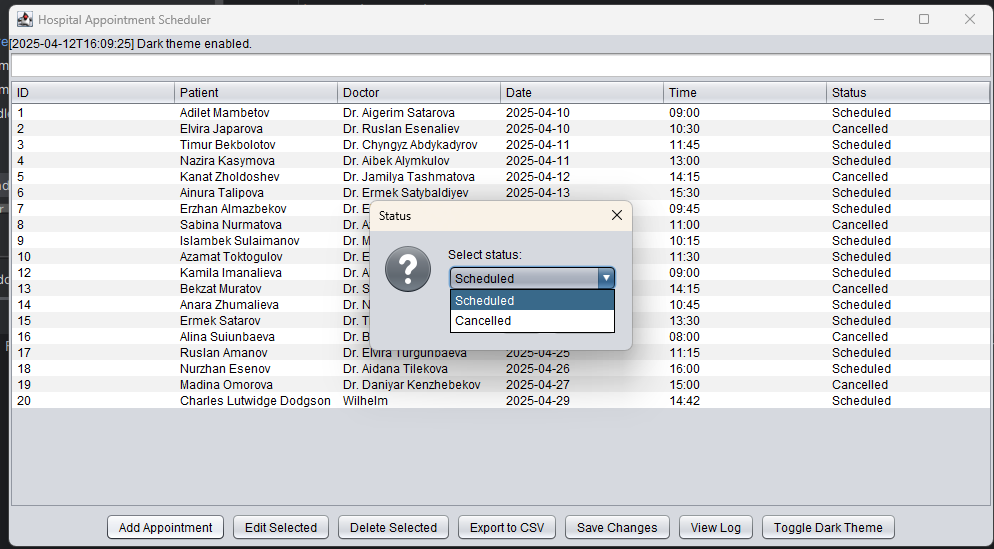 Hospital Appointment Scheduler
[2025-04-12T16:09:25] Dark theme enabled.
ID Patient Doctor Date Time Status
1 Adilet Mambetov Dr. Aigerim Satarova 2025-04-10 09:00 Scheduled
2 Elvira Japarova Dr. Ruslan Esenaliev 2025-04-10 10:30 Cancelled
3 Timur Bekbolotov Dr. Chyngyz Abdykadyrov 2025-04-11 11:45 Scheduled
4 Nazira Kasymova Dr. Aibek Alymkulov 2025-04-11 13:00 Scheduled
5 Kanat Zholdoshev Dr. Jamilya Tashmatova 2025-04-12 14:15 Cancelled
6 Ainura Talipova Dr. Ermek Satybaldiyev 2025-04-13 15:30 Scheduled
7 Erzhan Almazbekov Dr. E 09:45 Scheduled
8 Sabina Nurmatova Dr. A 11:00 Cancelled
9 Islambek Sulaimanov Dr. M 10:15 Scheduled
10 Azamat Toktogulov Dr. E 11:30 Scheduled
12 Kamila Imanalieva Dr. A 09:00 Scheduled
13 Bekzat Muratov Dr. S 14:15 Cancelled
14 Anara Zhumalieva Dr. N 10:45 Scheduled
15 Ermek Satarov Dr. T 13:30 Scheduled
16 Alina Suiunbaeva Dr. B 08:00 Cancelled
17 Ruslan Amanov Dr. Elvira Turgunbaeva 2025-04-25 11:15 Scheduled
18 Nurzhan Esenov Dr. Aidana Tilekova 2025-04-26 16:00 Scheduled
19 Madina Omorova Dr. Daniyar Kenzhebekov 2025-04-27 15:00 Cancelled
20 Charles Lutwidge Dodgson Wilhelm 2025-04-29 14:42 Scheduled
Status
Select status:
Scheduled
Scheduled
Cancelled
Add Appointment Edit Selected Delete Selected Export to CSV Save Changes View Log Toggle Dark Theme